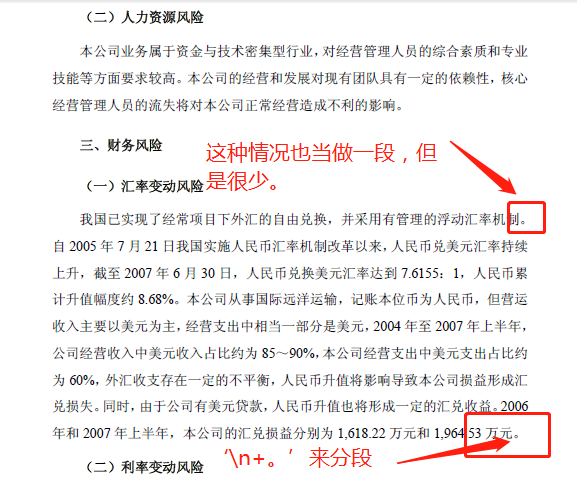 （二）人力资源风险
本公司业务属于资金与技术密集型行业，对经营管理人员的综合素质和专业
技能等方面要求较高。本公司的经营和发展对现有团队具有一定的依赖性，核心
经营管理人员的流失将对本公司正常经营造成不利的影响。
三、财务风险
这种情况也当做一段，但
是很少。
（一）汇率变动风险
我国已实现了经常项目下外汇的自由兑换，并采用有管理的浮动汇率机制。
自 2005 年 7 月 21 日我国实施人民币汇率机制改革以来，人民币兑美元汇率持续
上升，截至 2007 年 6 月 30 日，人民币兑换美元汇率达到 7.6155：1，人民币累
计升值幅度约 8.68%。本公司从事国际远洋运输，记账本位币为人民币，但营运
收入主要以美元为主，经营支出中相当一部分是美元，2004 年至 2007 年上半年，
公司经营收入中美元收入占比约为 85～90%，本公司经营支出中美元支出占比约
为 60%，外汇收支存在一定的不平衡，人民币升值将影响导致本公司损益形成汇
兑损失。同时，由于公司有美元贷款，人民币升值也将形成一定的汇兑收益。2006
年和 2007 年上半年，本公司的汇兑损益分别为 1,618.22 万元和 1,964.53 万元。
‘\n+。’来分段
（二）利率变动风险